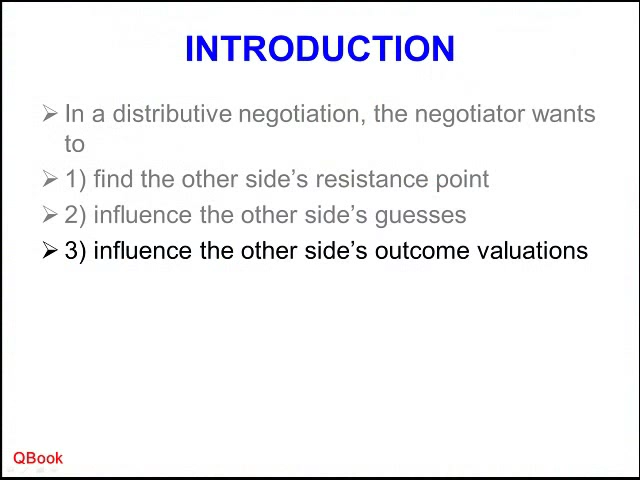 INTRODUCTION
➢ In a distributive negotiation, the negotiator wants
to
➢ 1) find the other side’s resistance point
➢ 2) influence the other side’s guesses
➢ 3) influence the other side’s outcome valuations
QBook